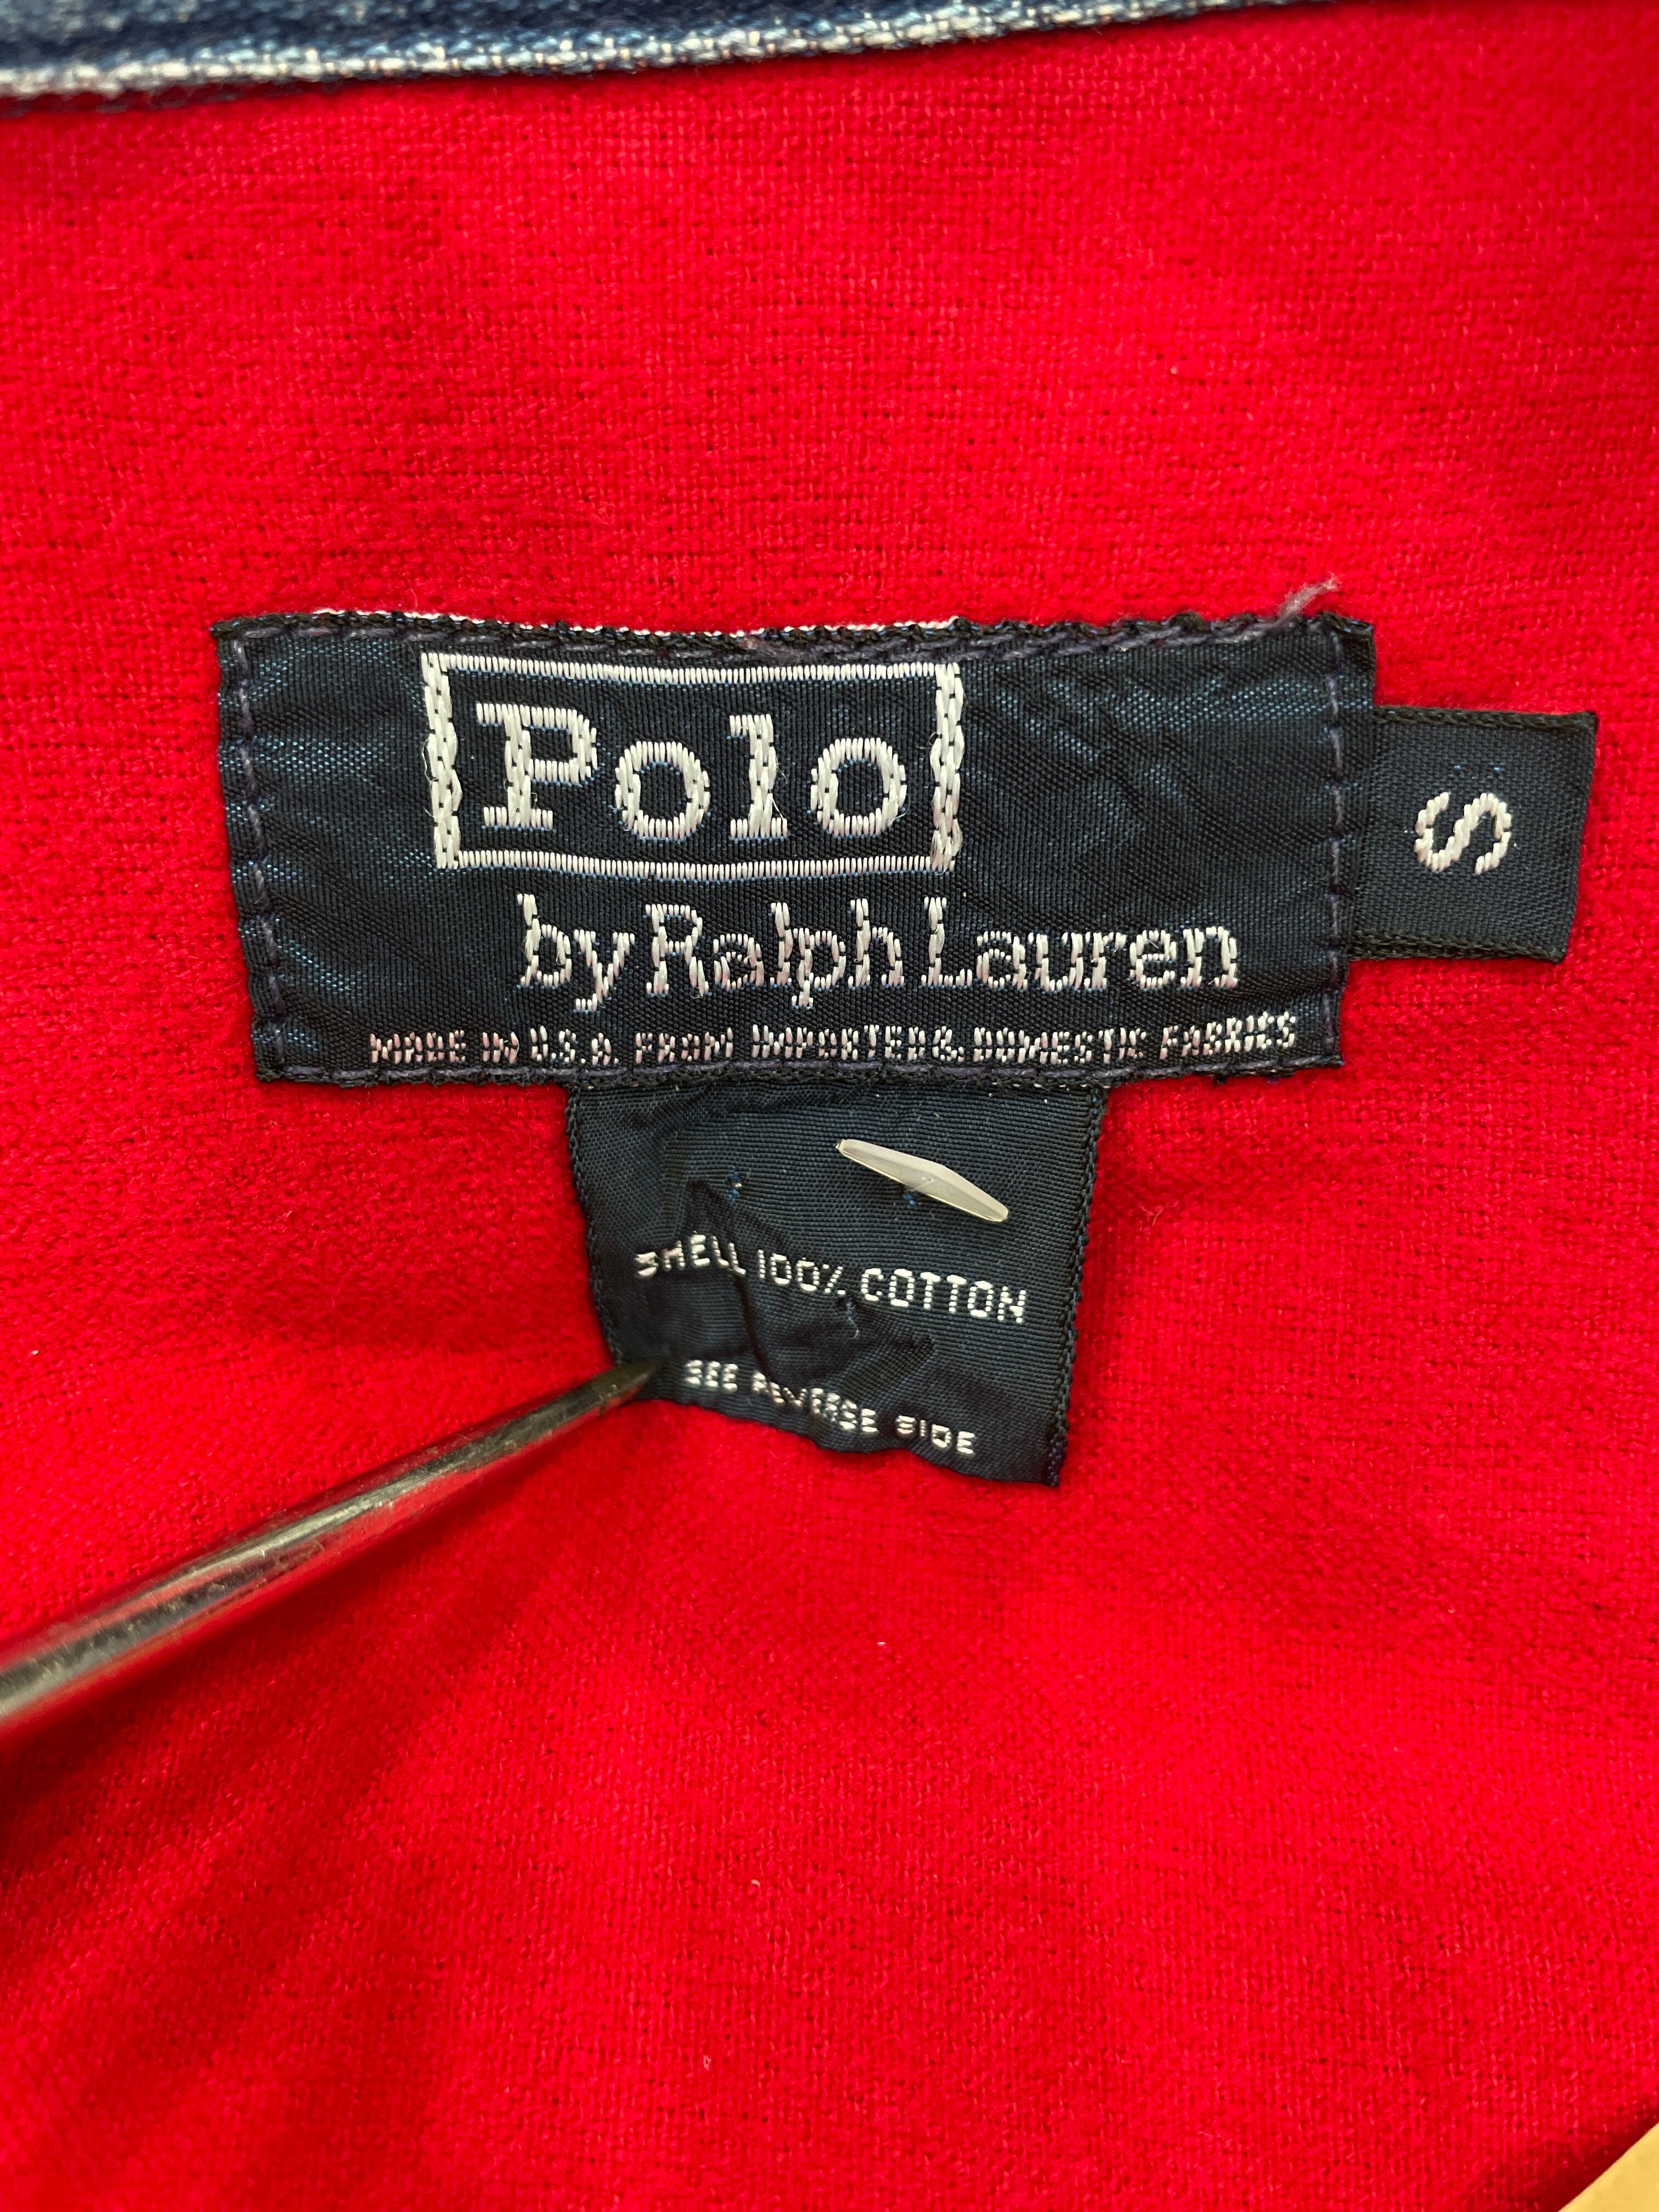 Polo
by Ralph Lauren
S
MADE IN U.S.A. FROM IMPORTED & DOMESTIC FABRICS
SHELL 100% COTTON
SEE REVERSE SIDE